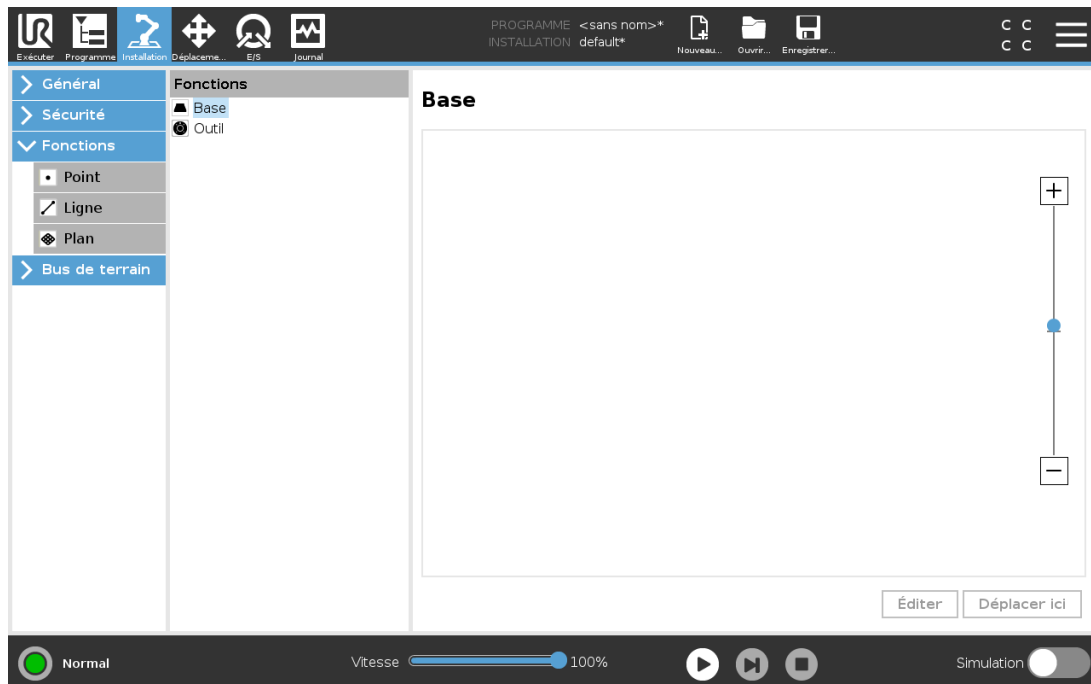 PROGRAMME <sans nom>*
INSTALLATION default*
Exécuter
Programme
Installation
Déplaceme...
E/S
Journal
Nouveau...
Ouvrir...
Enregistrer...
C C
C C
Général
Sécurité
Fonctions
Point
Ligne
Plan
Bus de terrain
Fonctions
Base
Outil
Base
Éditer
Déplacer ici
Normal
Vitesse
100%
Simulation